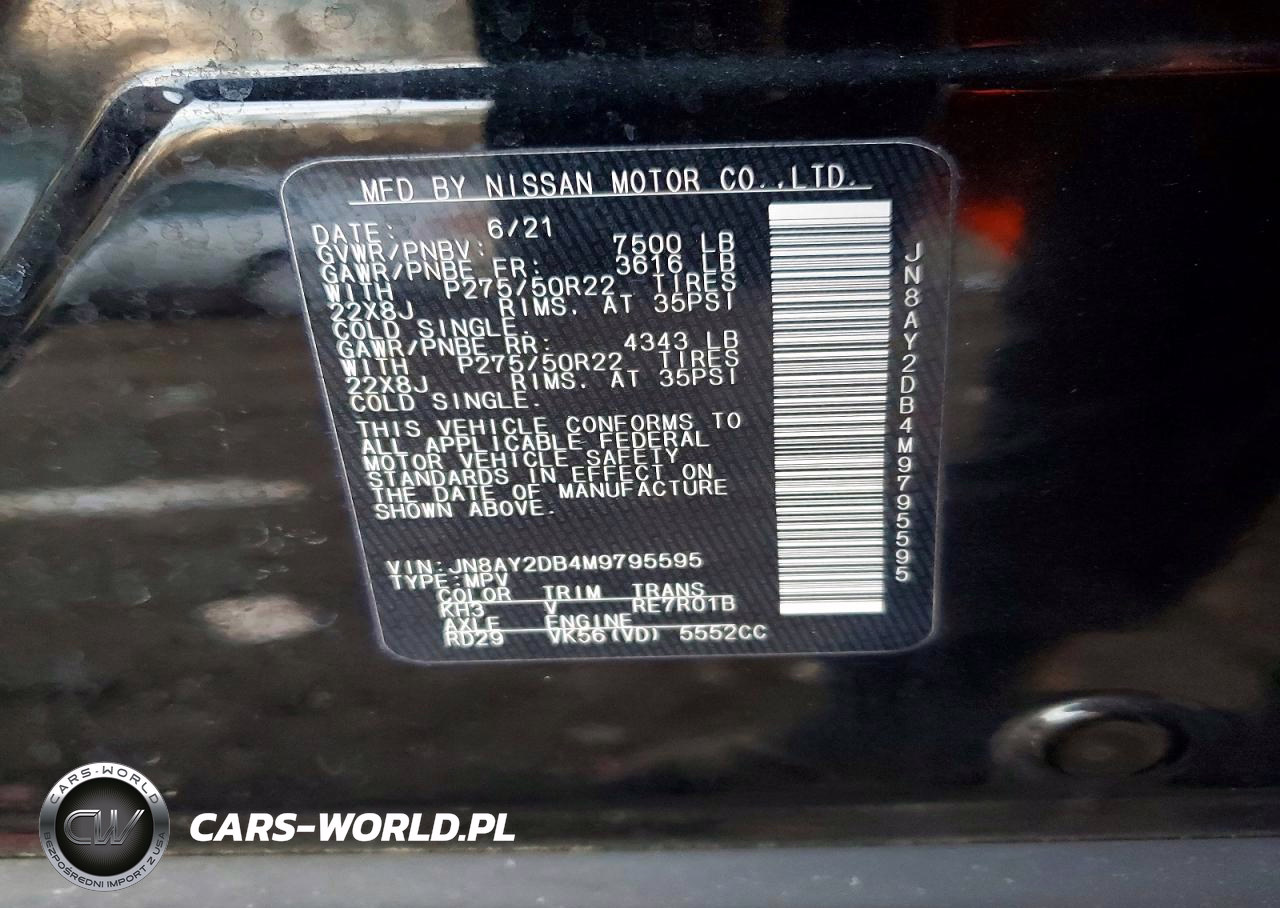 MFD BY NISSAN MOTOR CO.,LTD.
DATE: 6/21
GVWR/PNBV: 7500 LB
GAWR/PNBE FR: 3616 LB
WITH P275/50R22 TIRES
22X8J RIMS. AT 35PSI
COLD SINGLE.
GAWR/PNBE RR: 4343 LB
WITH P275/50R22 TIRES
22X8J RIMS. AT 35PSI
COLD SINGLE.
THIS VEHICLE CONFORMS TO
ALL APPLICABLE FEDERAL
MOTOR VEHICLE SAFETY
STANDARDS IN EFFECT ON
THE DATE OF MANUFACTURE
SHOWN ABOVE.
VIN:JN8AY2DB4M9795595
TYPE:MPV
COLOR TRIM TRANS
KH3 V RE7R01B
AXLE ENGINE
RD29 VK56(VD) 5552CC
JN8AY2DB4M9795595
CARS-WORLD
CW
BEZPOŚREDNI IMPORT Z USA
CARS-WORLD.PL